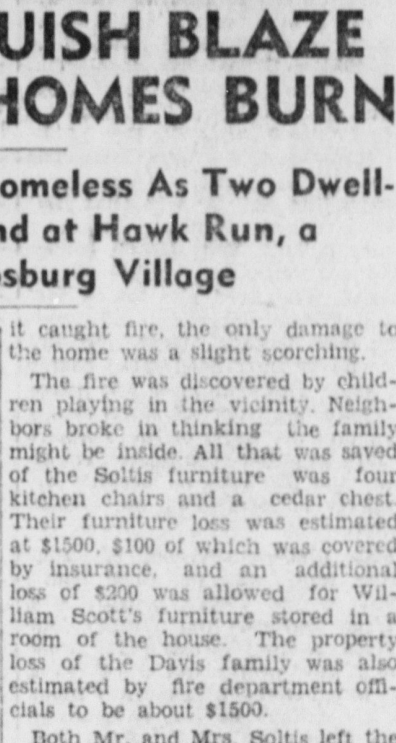 UISH BLAZE
HOMES BURN
omeless As Two Dwell-
nd at Hawk Run, a
sburg Village
it caught fire, the only damage to
the home was a slight scorching.
The fire was discovered by child-
ren playing in the vicinity. Neigh-
bors broke in thinking the family
might be inside. All that was saved
of the Soltis furniture was four
kitchen chairs and a cedar chest.
Their furniture loss was estimated
at $1500, $100 of which was covered
by insurance, and an additional
loss of $200 was allowed for Wil-
liam Scott's furniture stored in a
room of the house. The property
loss of the Davis family was also
estimated by fire department offi-
cials to be about $1500.
Both Mr. and Mrs. Soltis left the